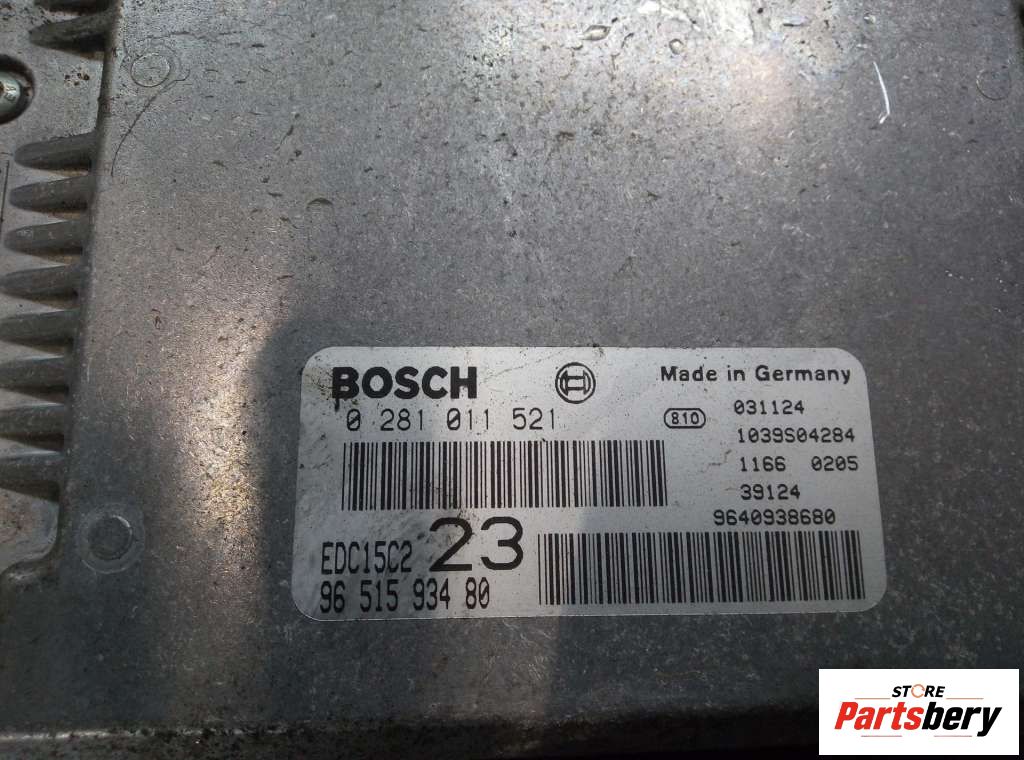 BOSCH
Made in Germany
0 281 011 521
810
031124
1039S04284
1166 0205
39124
9640938680
EDC15C2 23
96 515 934 80
STORE
Partsbery